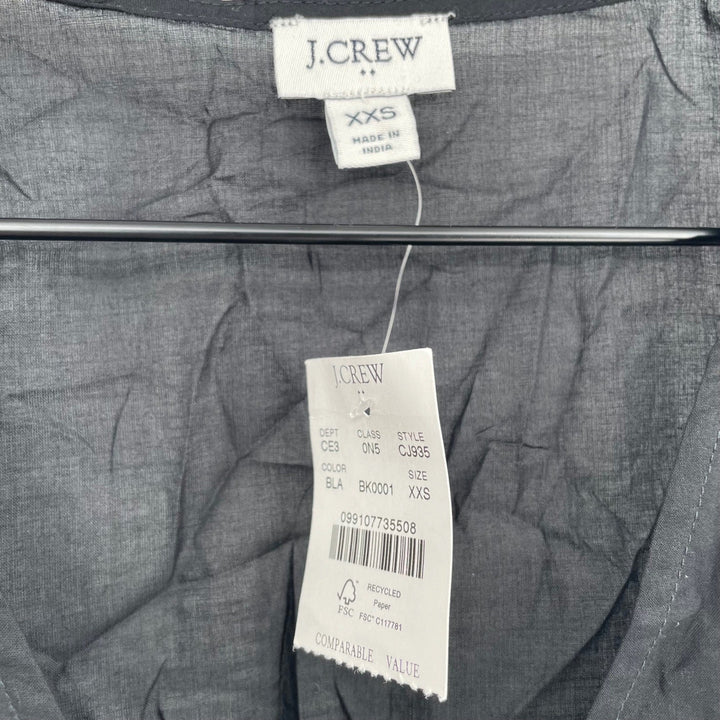 J.CREW
XXS
MADE IN
INDIA
J.CREW
DEPT CLASS STYLE
CE3 0N5 CJ935
COLOR SIZE
BLA BK0001 XXS
099107735508
RECYCLED
Paper
FSC FSC® C117781
COMPARABLE VALUE